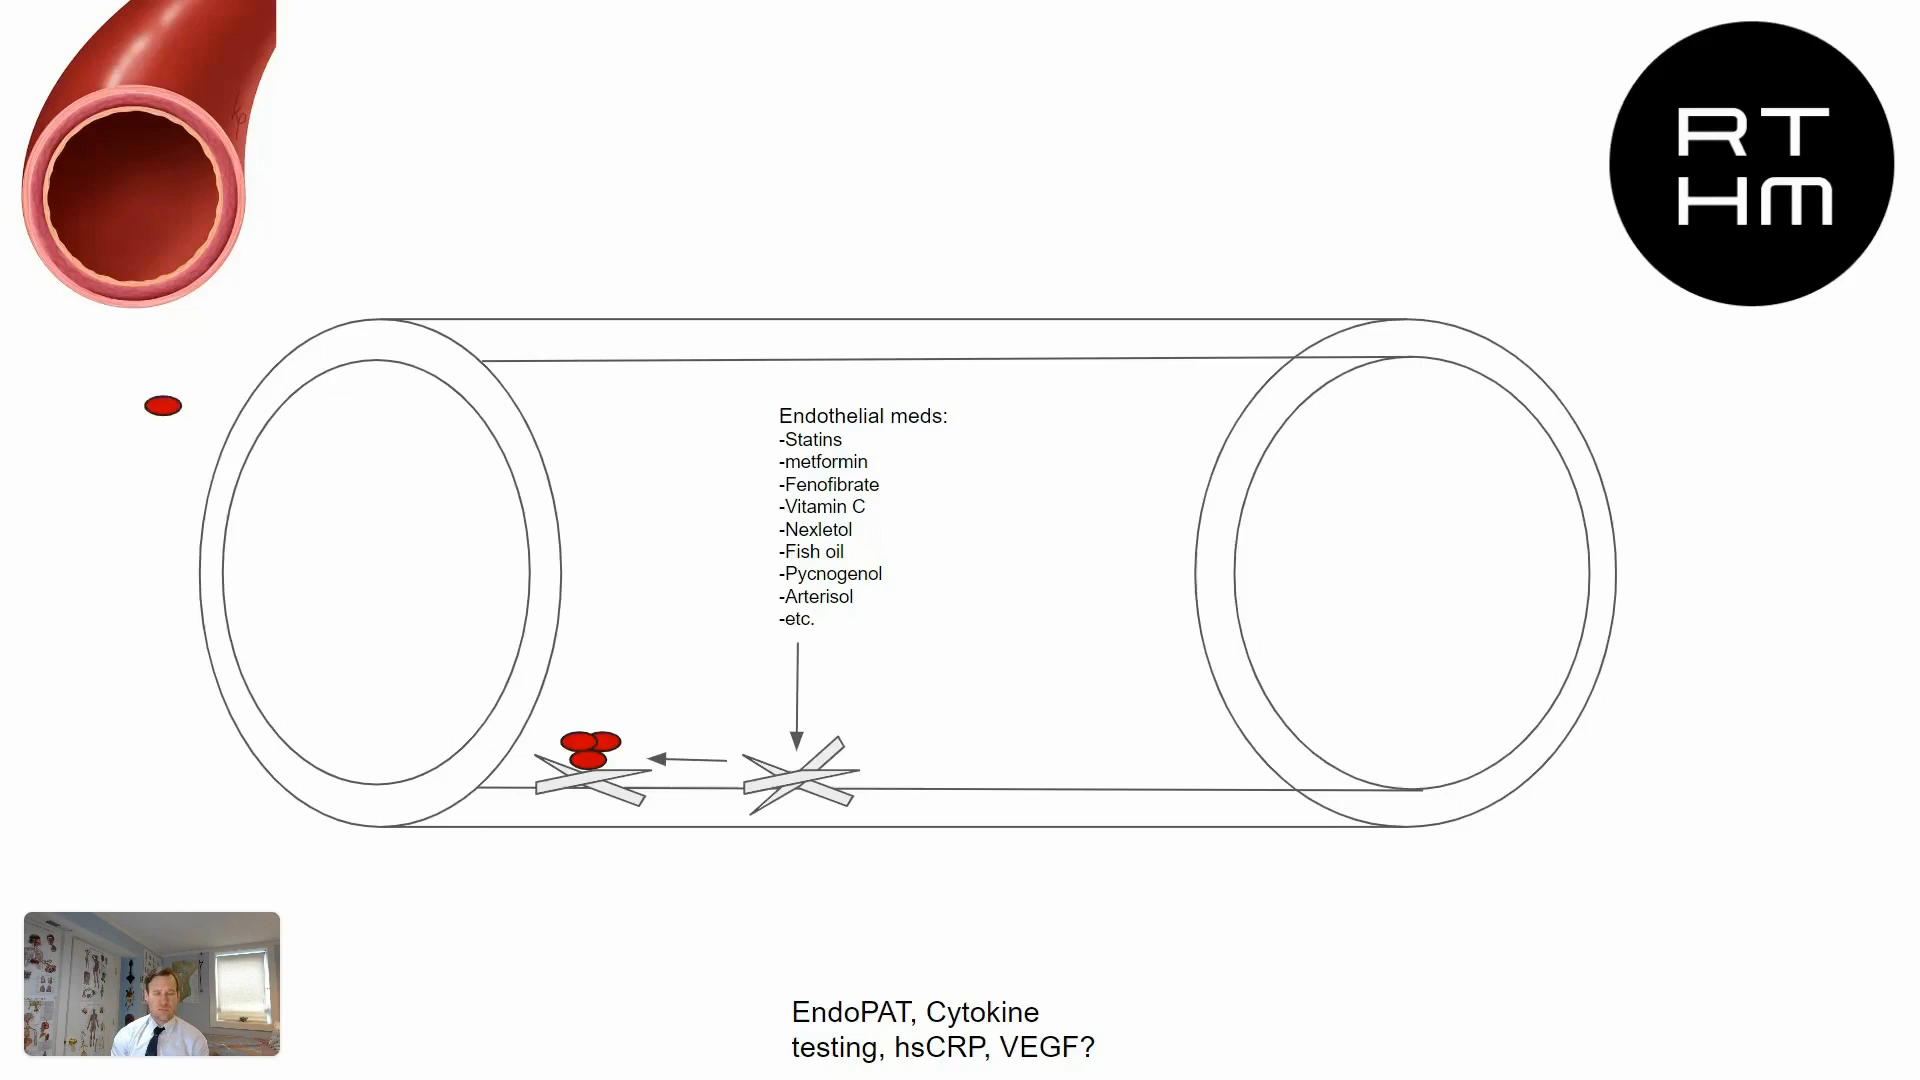 RT
HM
Endothelial meds:
-Statins
-metformin
-Fenofibrate
-Vitamin C
-Nexletol
-Fish oil
-Pycnogenol
-Arterisol
-etc.
EndoPAT, Cytokine
testing, hsCRP, VEGF?